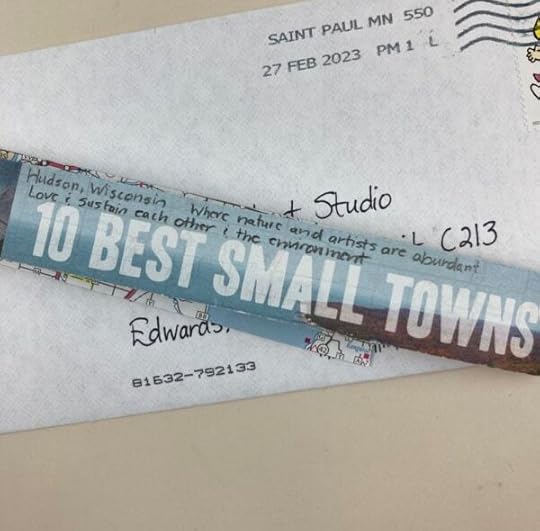 SAINT PAUL MN 550
27 FEB 2023 PM 1 L
Studio
C213
Hudson, Wisconsin Where nature and artists are abundant
Love & sustain each other & the environment
10 BEST SMALL TOWNS
Edwards,
81632-792133